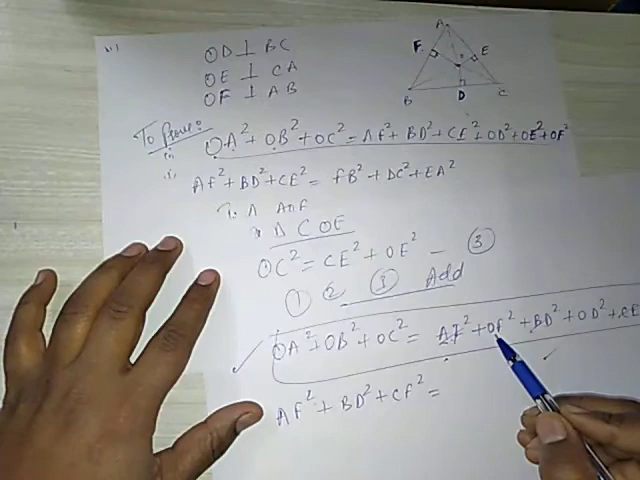 OD ⊥ BC
OE ⊥ CA
OF ⊥ AB
A
F
E
B
D
C
To Prove:
(i) OA² + OB² + OC² = AF² + BD² + CE² + OD² + OE² + OF²
AF² + BD² + CE² = FB² + DC² + EA²
Δ COE
OC² = CE² + OE² — ③
① ② ③ Add
OA² + OB² + OC² = AF² + OF² + BD² + OD² + CE
AF² + BD² + CF² =